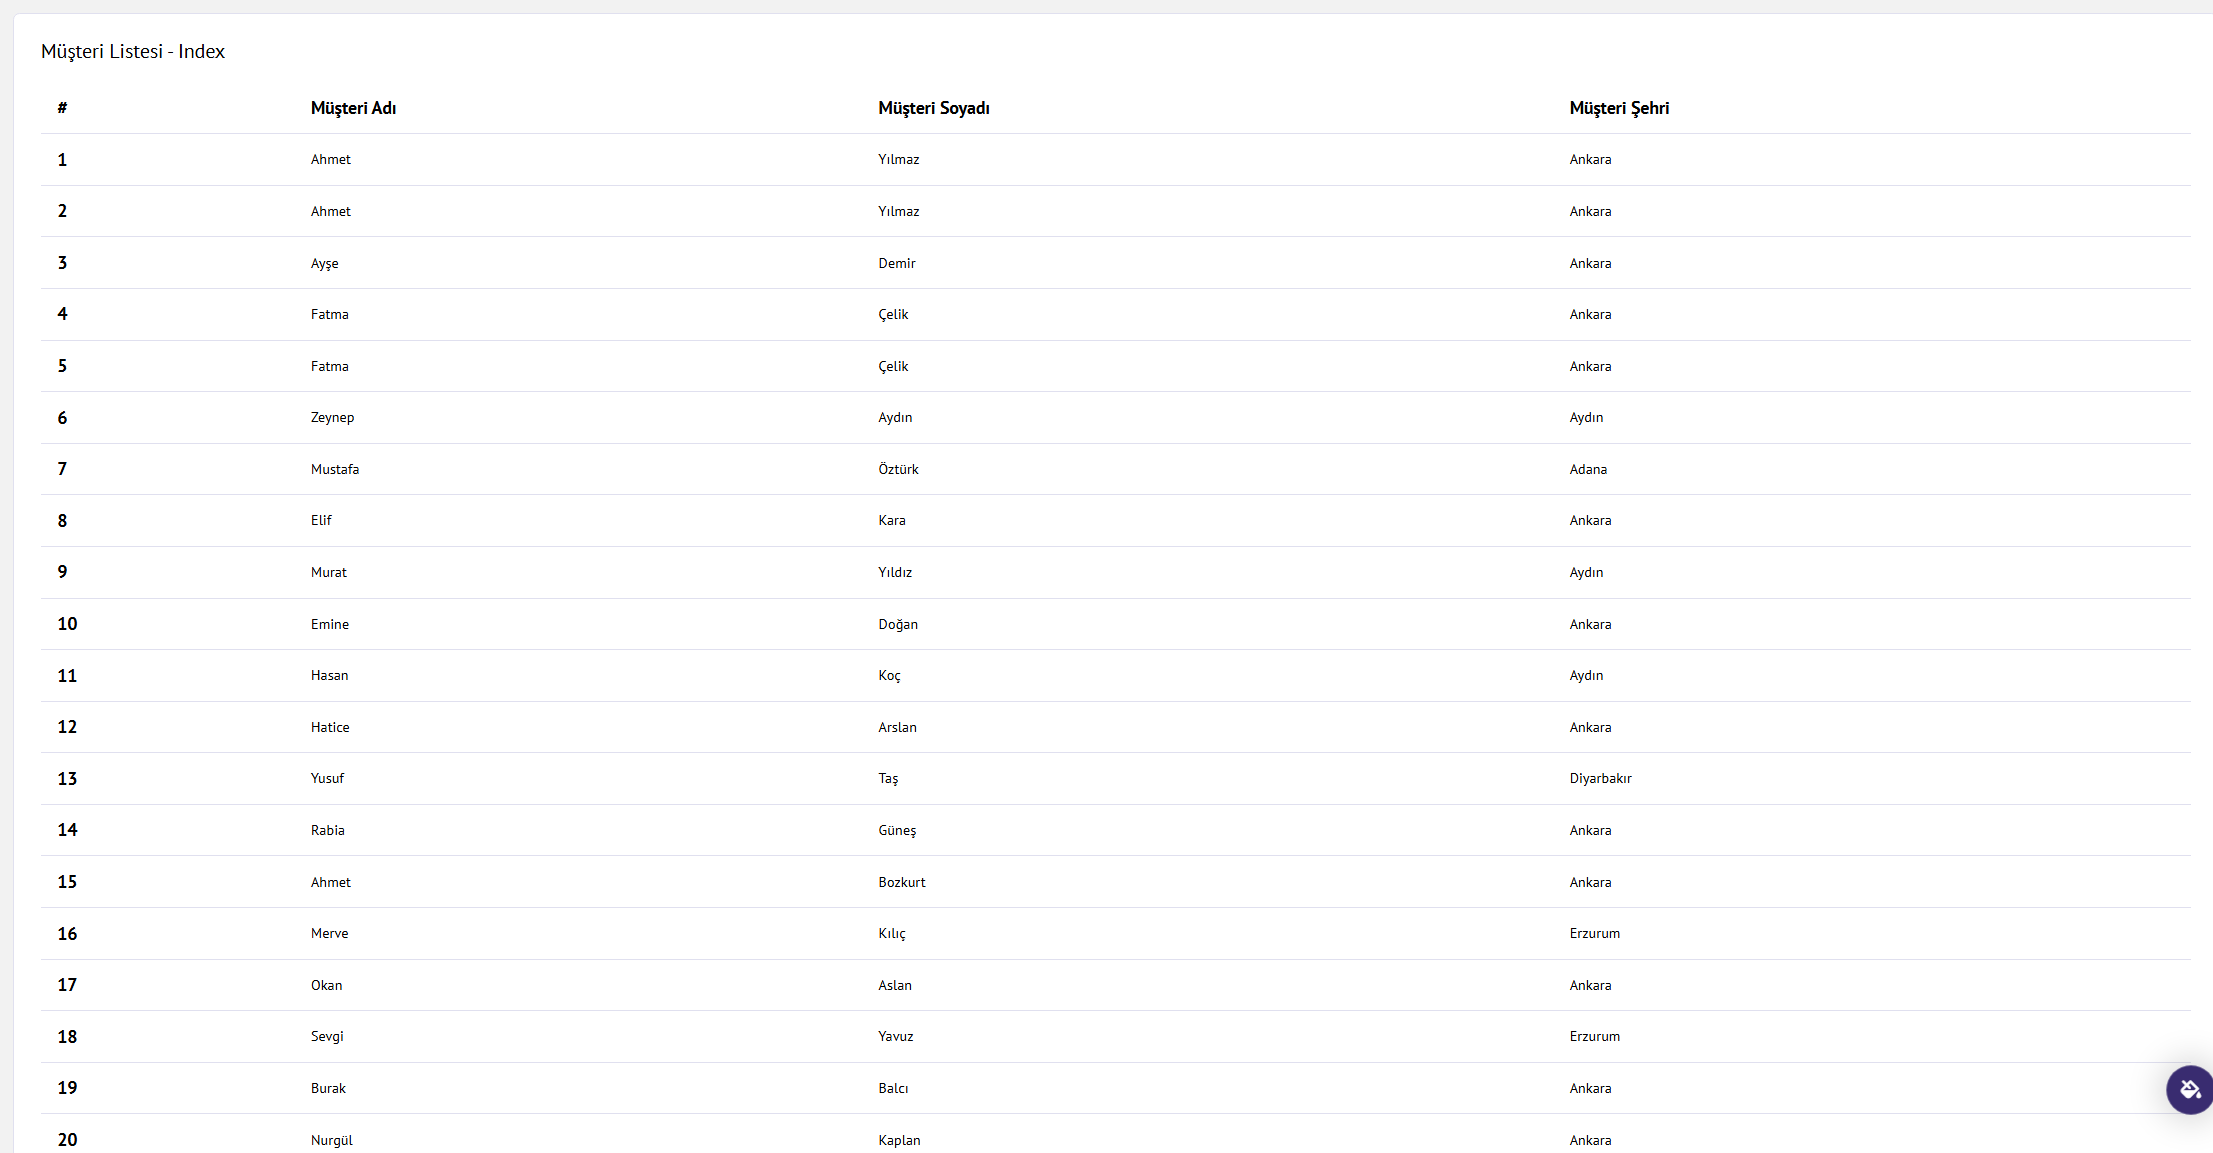 Müşteri Listesi - Index
# Müşteri Adı Müşteri Soyadı Müşteri Şehri
1 Ahmet Yılmaz Ankara
2 Ahmet Yılmaz Ankara
3 Ayşe Demir Ankara
4 Fatma Çelik Ankara
5 Fatma Çelik Ankara
6 Zeynep Aydın Aydın
7 Mustafa Öztürk Adana
8 Elif Kara Ankara
9 Murat Yıldız Aydın
10 Emine Doğan Ankara
11 Hasan Koç Aydın
12 Hatice Arslan Ankara
13 Yusuf Taş Diyarbakır
14 Rabia Güneş Ankara
15 Ahmet Bozkurt Ankara
16 Merve Kılıç Erzurum
17 Okan Aslan Ankara
18 Sevgi Yavuz Erzurum
19 Burak Balcı Ankara
20 Nurgül Kaplan Ankara